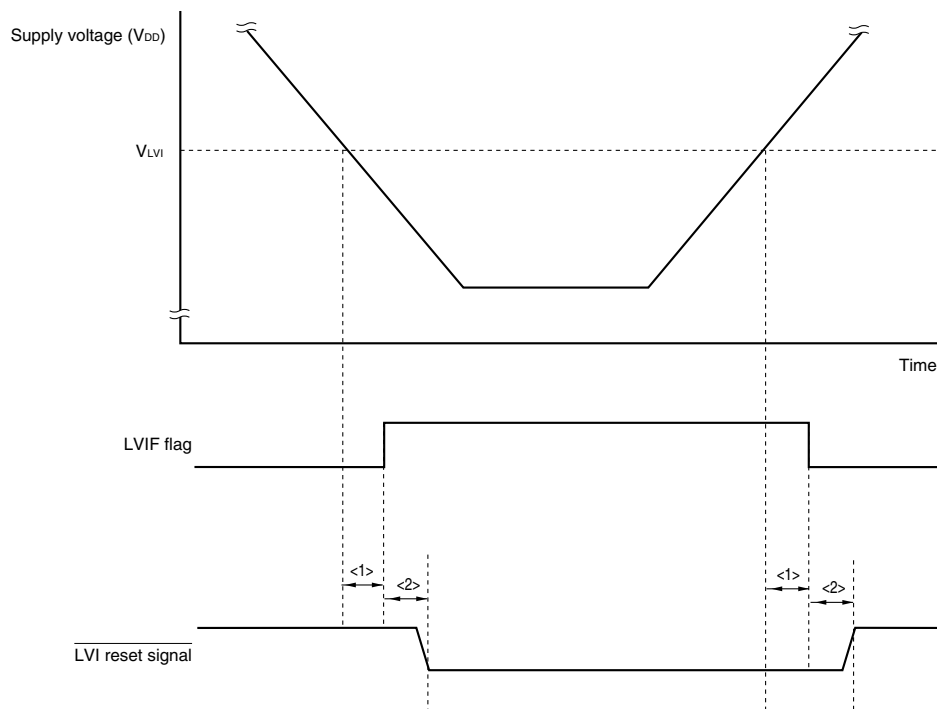 Supply voltage (VDD)
VLVI
Time
LVIF flag
<1>
<2>
<1>
<2>
LVI reset signal